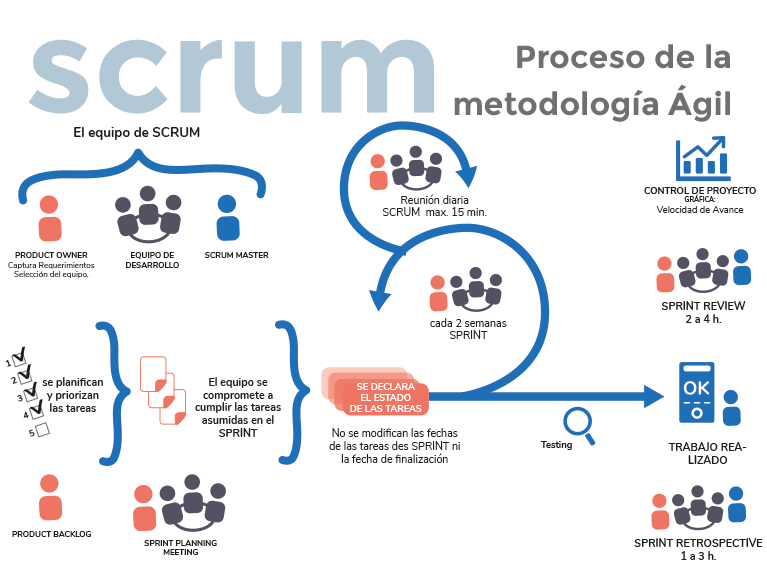 scrum
Proceso de la
metodología Ágil
El equipo de SCRUM
PRODUCT OWNER
Captura Requerimientos
Selección del equipo.
EQUIPO DE
DESARROLLO
SCRUM MASTER
Reunión diaria
SCRUM max. 15 min.
CONTROL DE PROYECTO
GRÁFICA:
Velocidad de Avance
cada 2 semanas
SPRINT
SPRINT REVIEW
2 a 4 h.
1
2
3
4
5
se planifican
y priorizan
las tareas
El equipo se
compromete a
cumplir las tareas
asumidas en el
SPRINT
SE DECLARA
EL ESTADO
DE LAS TAREAS
No se modifican las fechas
de las tareas des SPRINT ni
la fecha de finalización
Testing
OK
TRABAJO REA-
LIZADO
PRODUCT BACKLOG
SPRINT PLANNING
MEETING
SPRINT RETROSPECTIVE
1 a 3 h.